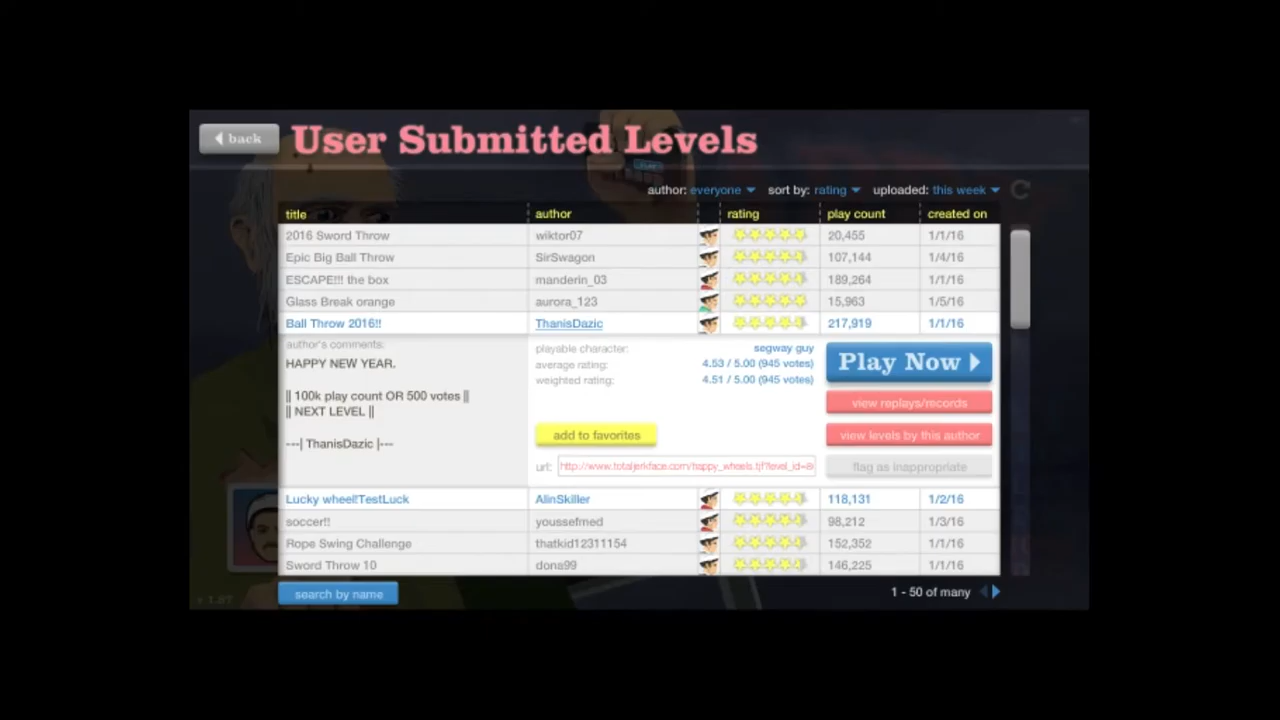 back
User Submitted Levels
author: everyone sort by: rating uploaded: this week
title author rating play count created on
2016 Sword Throw wiktor07 20,455 1/1/16
Epic Big Ball Throw SirSwagon 107,144 1/4/16
ESCAPE!!! the box manderin_03 189,264 1/1/16
Glass Break orange aurora_123 15,963 1/5/16
Ball Throw 2016!! ThanisDazic 217,919 1/1/16
author's comments:
HAPPY NEW YEAR.
|| 100k play count OR 500 votes ||
|| NEXT LEVEL ||
---| ThanisDazic |---
playable character: segway guy
average rating: 4.53 / 5.00 (945 votes)
weighted rating: 4.51 / 5.00 (945 votes)
add to favorites
url: http://www.totaljerkface.com/happy_wheels.tjf?level_id=8
Play Now
view replays/records
view levels by this author
flag as inappropriate
Lucky wheel!TestLuck AlinSkiller 118,131 1/2/16
soccer!! youssefmed 98,212 1/3/16
Rope Swing Challenge thatkid12311154 152,352 1/1/16
Sword Throw 10 dona99 146,225 1/1/16
search by name
1 - 50 of many